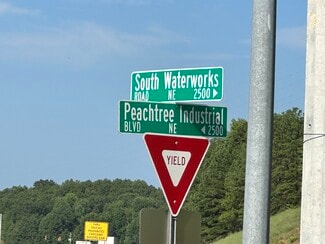 South Waterworks
ROAD NE 2500 ►
Peachtree Industrial
BLVD NE ◄ 2500
YIELD